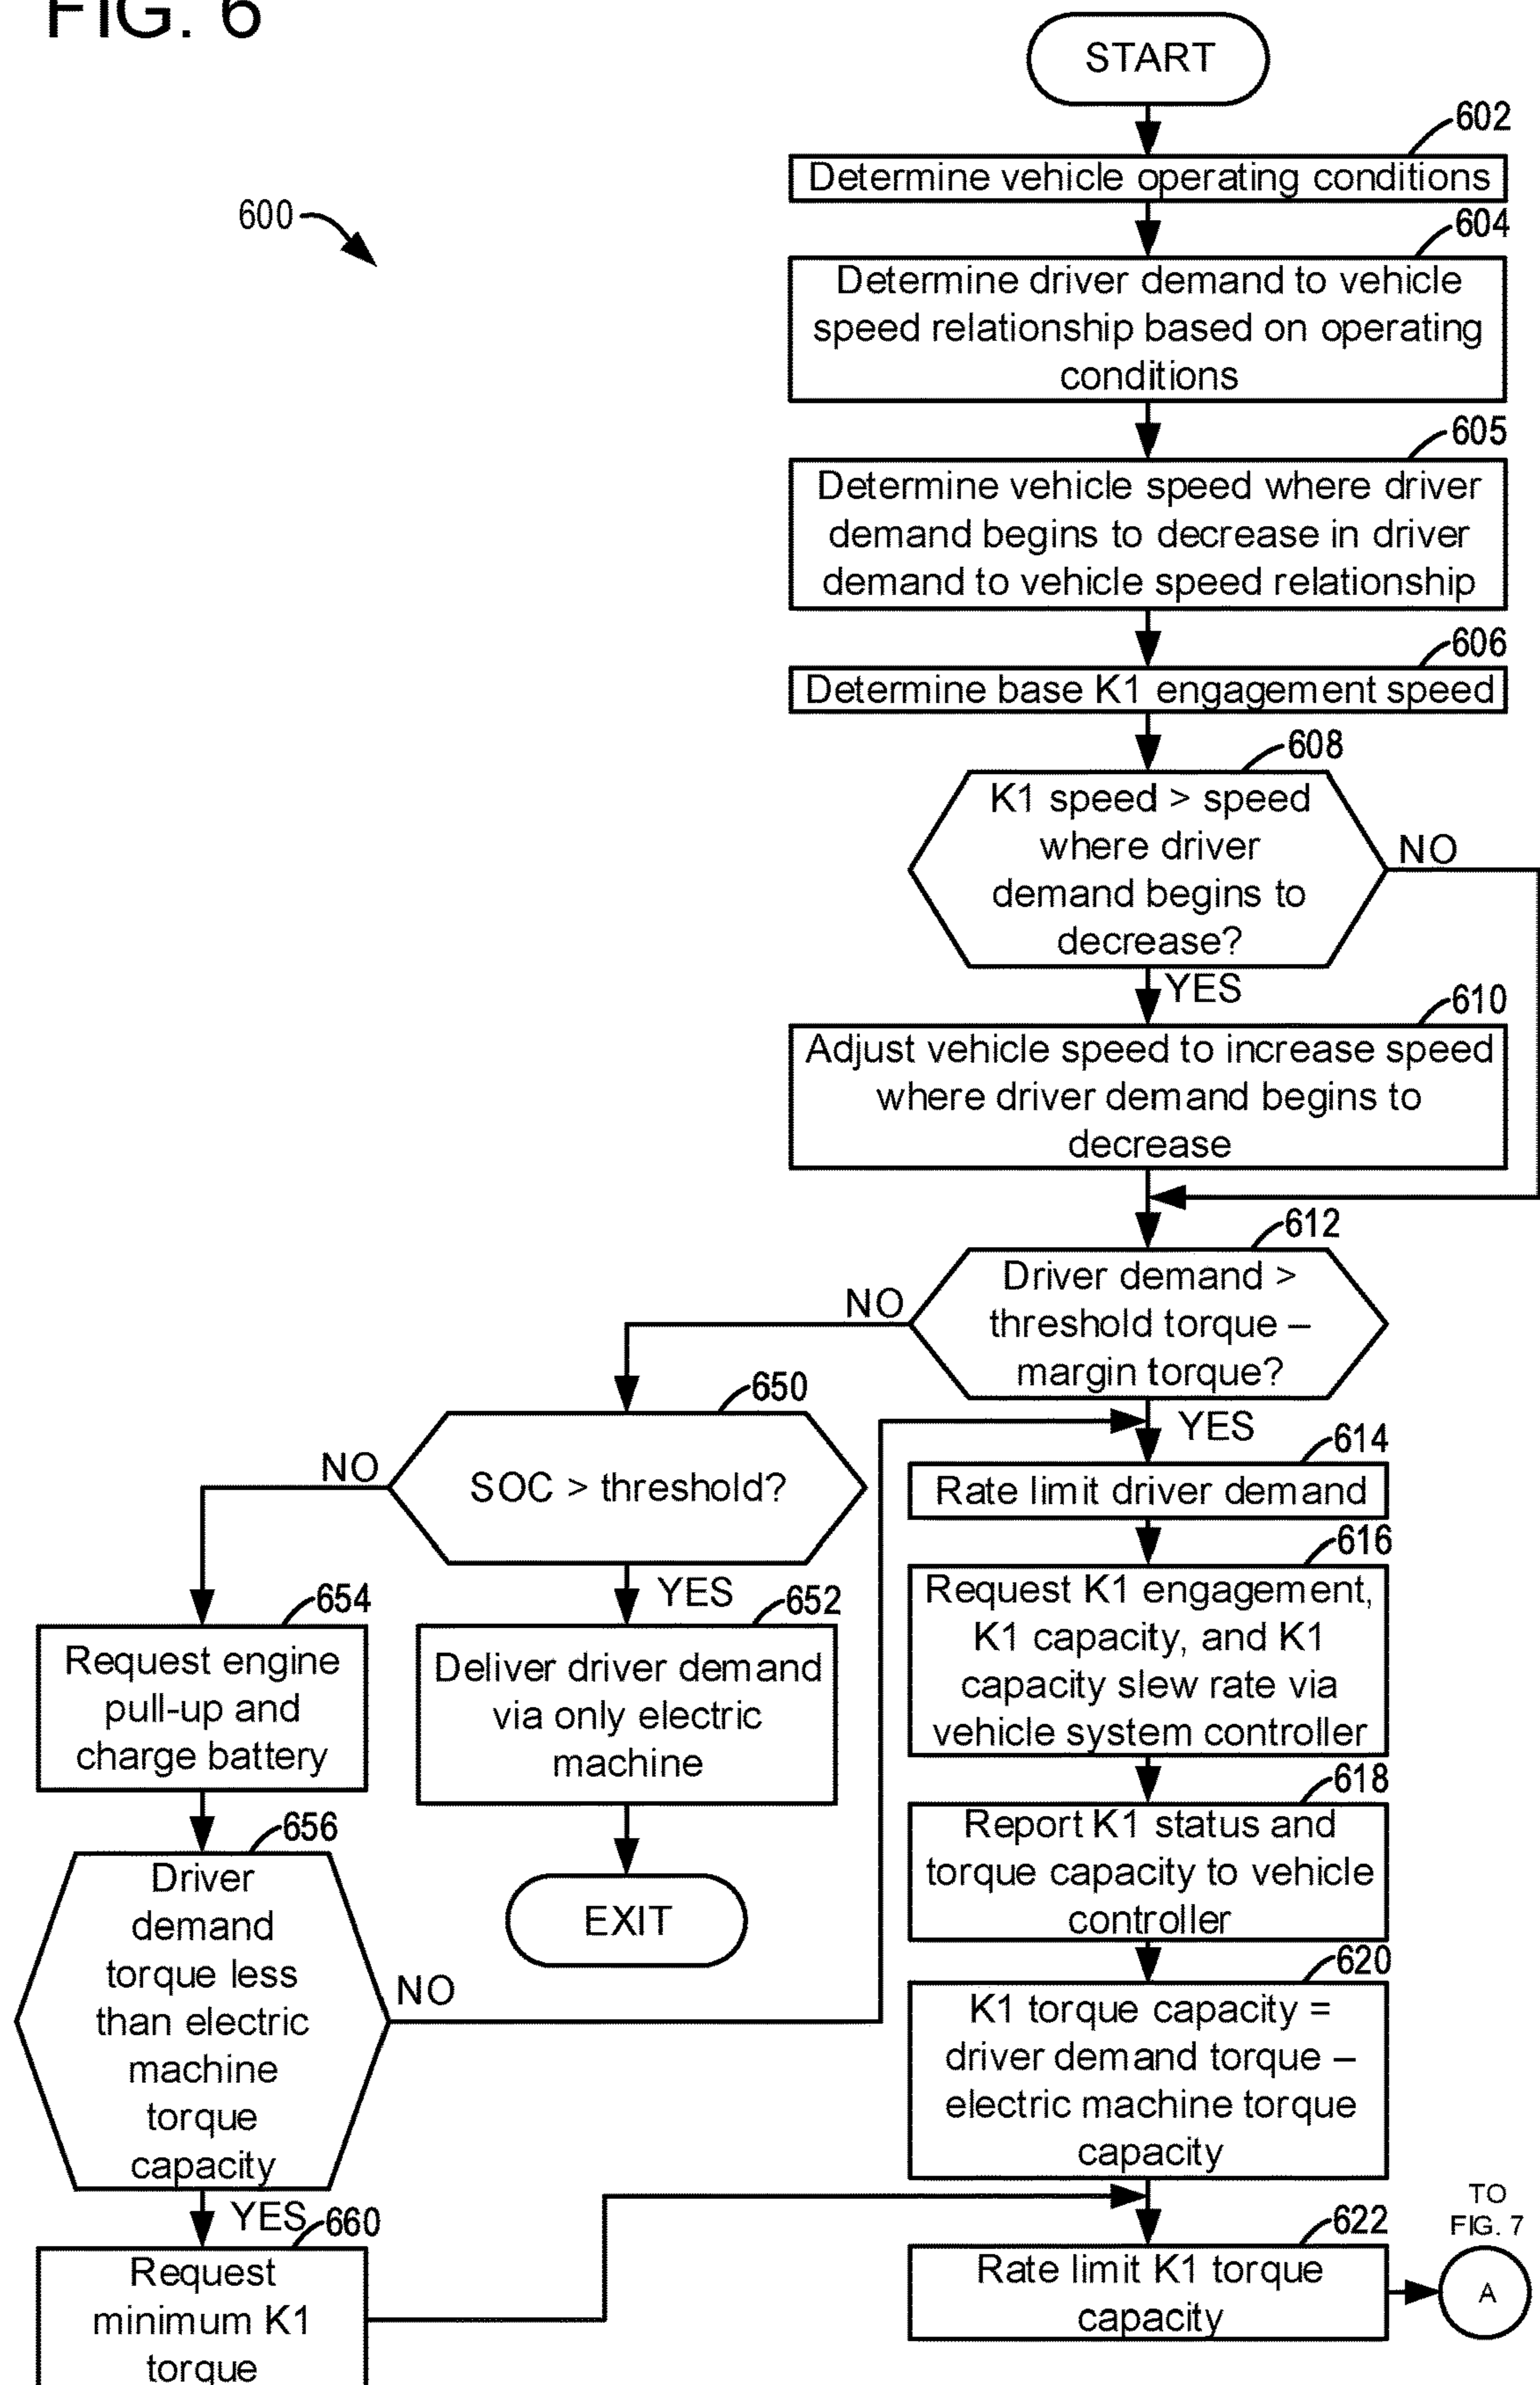 FIG. 6
START
602
Determine vehicle operating conditions
600
604
Determine driver demand to vehicle
speed relationship based on operating
conditions
605
Determine vehicle speed where driver
demand begins to decrease in driver
demand to vehicle speed relationship
606
Determine base K1 engagement speed
608
K1 speed > speed
where driver
demand begins to
decrease?
NO
YES
610
Adjust vehicle speed to increase speed
where driver demand begins to
decrease
612
Driver demand >
threshold torque –
margin torque?
NO
YES
650
SOC > threshold?
NO
YES
614
Rate limit driver demand
616
Request K1 engagement,
K1 capacity, and K1
capacity slew rate via
vehicle system controller
654
Request engine
pull-up and
charge battery
652
Deliver driver demand
via only electric
machine
EXIT
618
Report K1 status and
torque capacity to vehicle
controller
656
Driver
demand
torque less
than electric
machine
torque
capacity
NO
YES
620
K1 torque capacity =
driver demand torque –
electric machine torque
capacity
660
Request
minimum K1
torque
622
Rate limit K1 torque
capacity
TO
FIG. 7
A